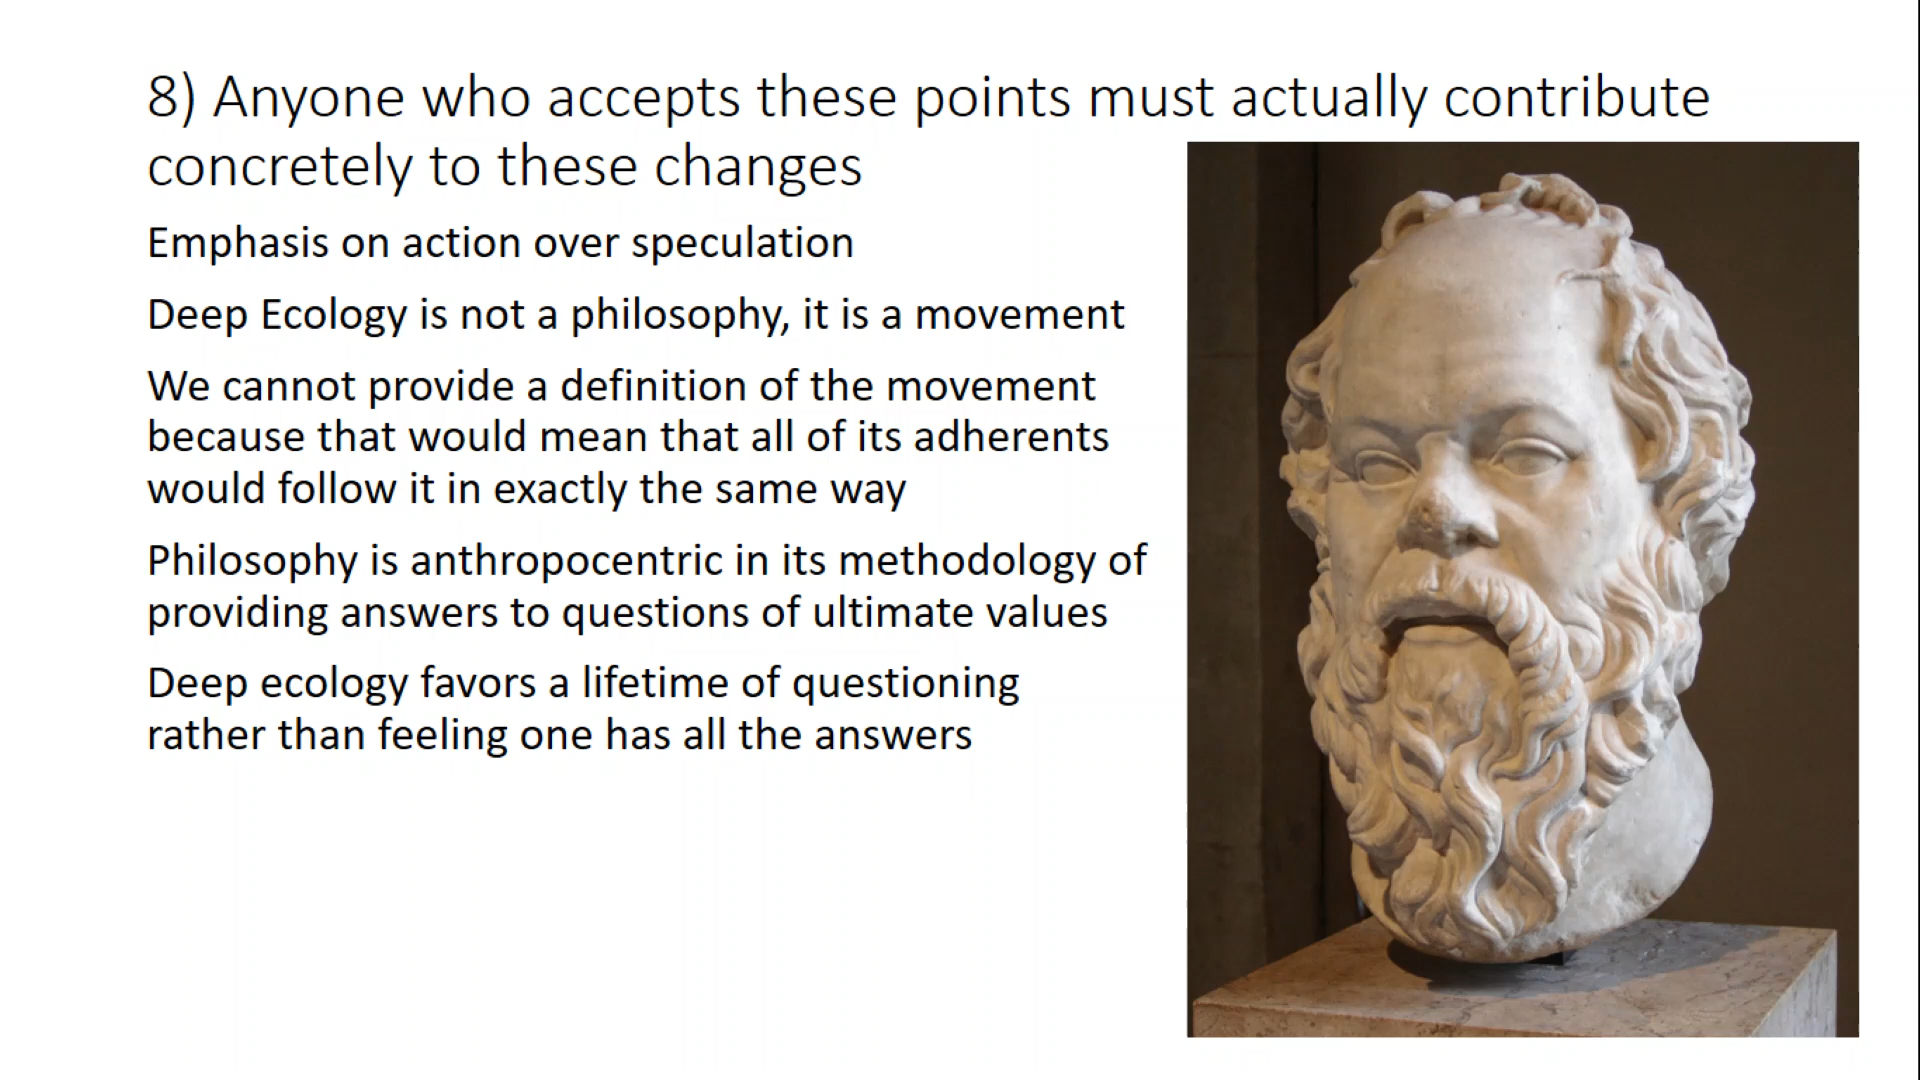 8) Anyone who accepts these points must actually contribute
concretely to these changes
Emphasis on action over speculation
Deep Ecology is not a philosophy, it is a movement
We cannot provide a definition of the movement
because that would mean that all of its adherents
would follow it in exactly the same way
Philosophy is anthropocentric in its methodology of
providing answers to questions of ultimate values
Deep ecology favors a lifetime of questioning
rather than feeling one has all the answers